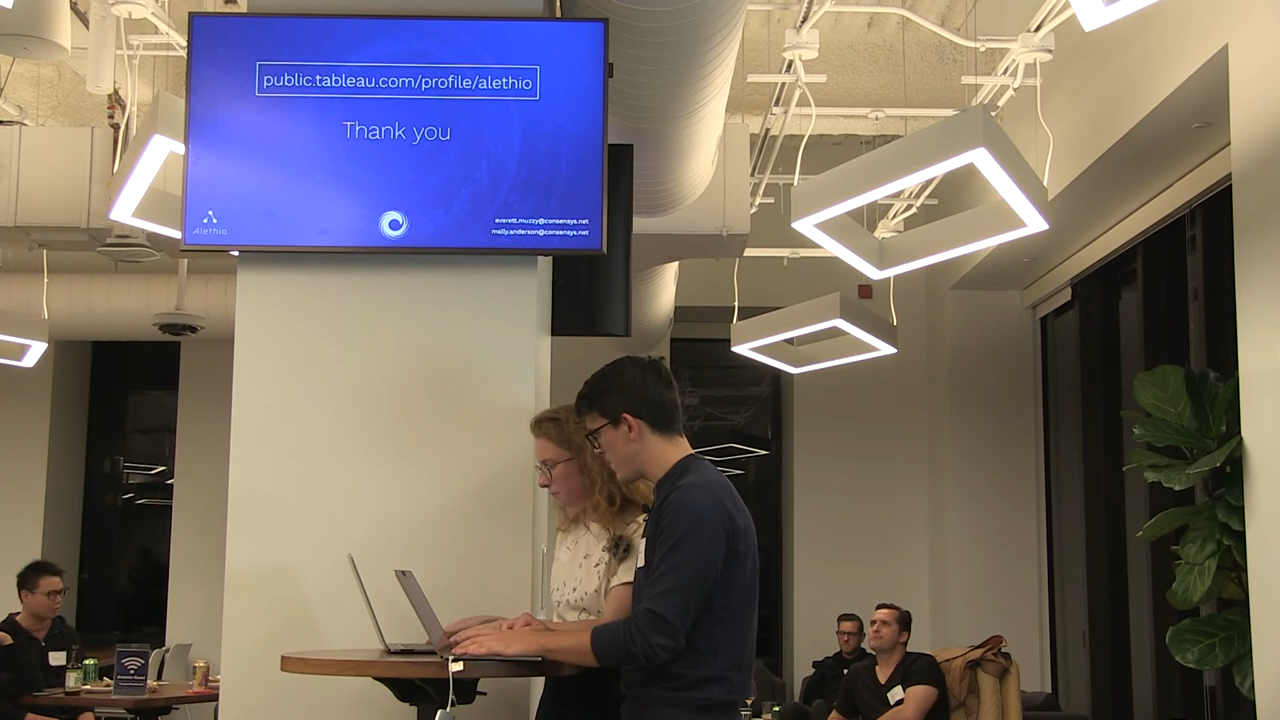 public.tableau.com/profile/alethio
Thank you
Alethio
everett.muzzy@consensys.net
mally.anderson@consensys.net